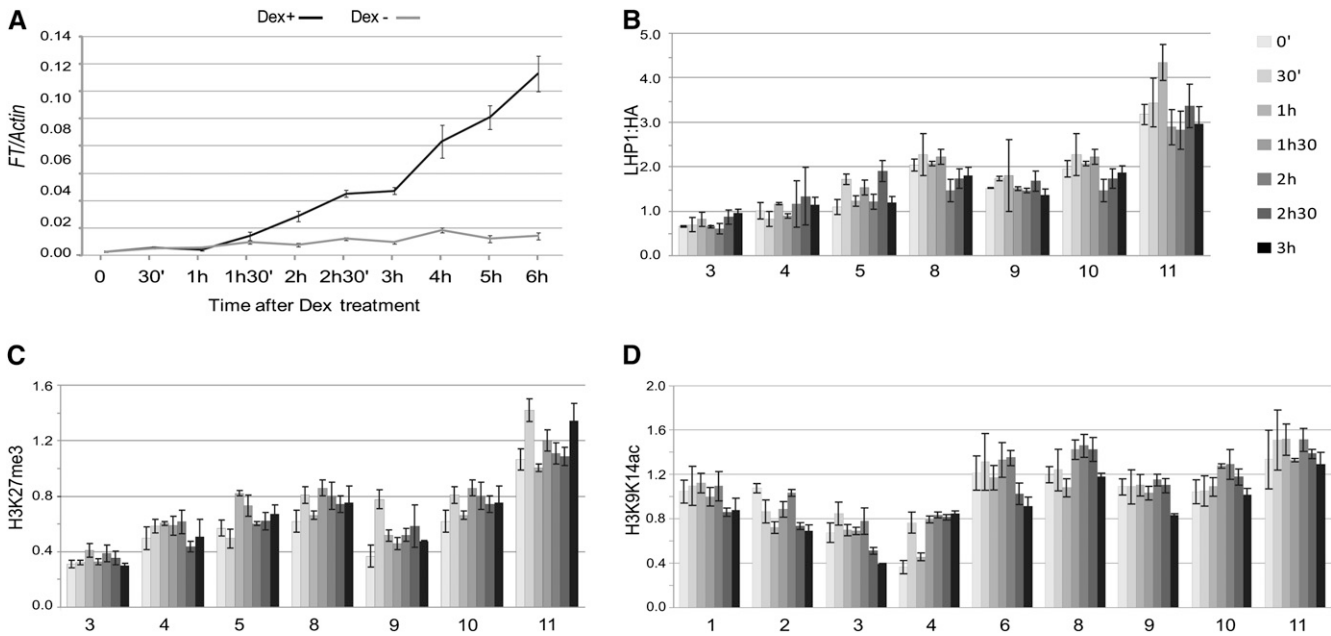 A
Dex+
Dex -
FT/Actin
0.14
0.12
0.10
0.08
0.06
0.04
0.02
0.00
0 30' 1h 1h30' 2h 2h30' 3h 4h 5h 6h
Time after Dex treatment
B
LHP1:HA
5.0
4.0
3.0
2.0
1.0
0.0
3 4 5 8 9 10 11
0'
30'
1h
1h30
2h
2h30
3h
C
H3K27me3
1.6
1.2
0.8
0.4
0.0
3 4 5 8 9 10 11
D
H3K9K14ac
2.0
1.6
1.2
0.8
0.4
0.0
1 2 3 4 6 8 9 10 11